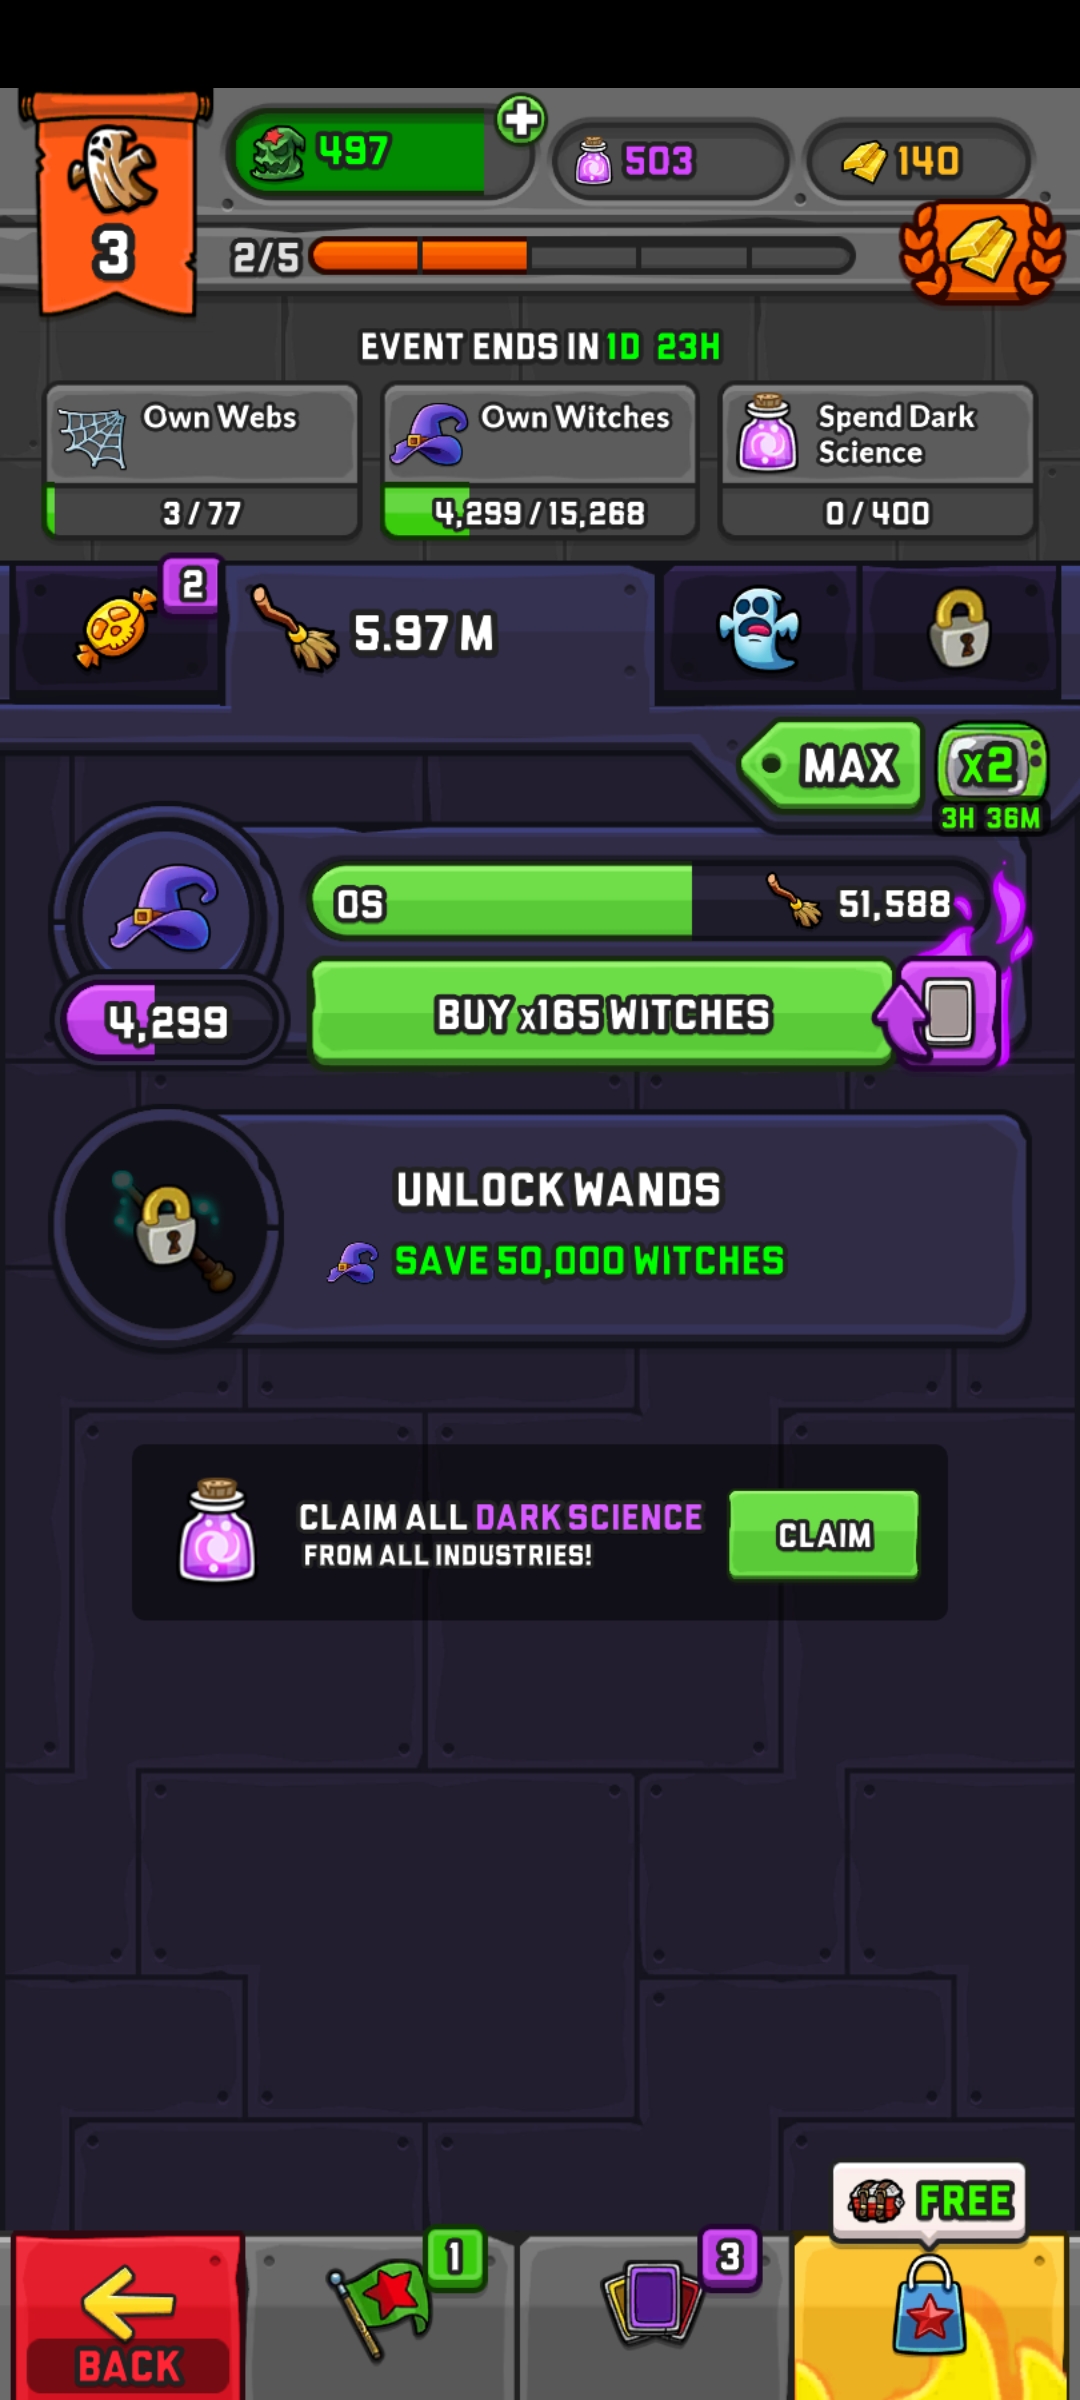 497
503
140
3
2/5
EVENT ENDS IN 1D 23H
Own Webs
3/77
Own Witches
4,299/15,268
Spend Dark
Science
0/400
2
5.97 M
MAX
x2
3H 36M
0S
51,588
4,299
BUY x165 WITCHES
UNLOCK WANDS
SAVE 50,000 WITCHES
CLAIM ALL DARK SCIENCE
FROM ALL INDUSTRIES!
CLAIM
FREE
BACK
1
3